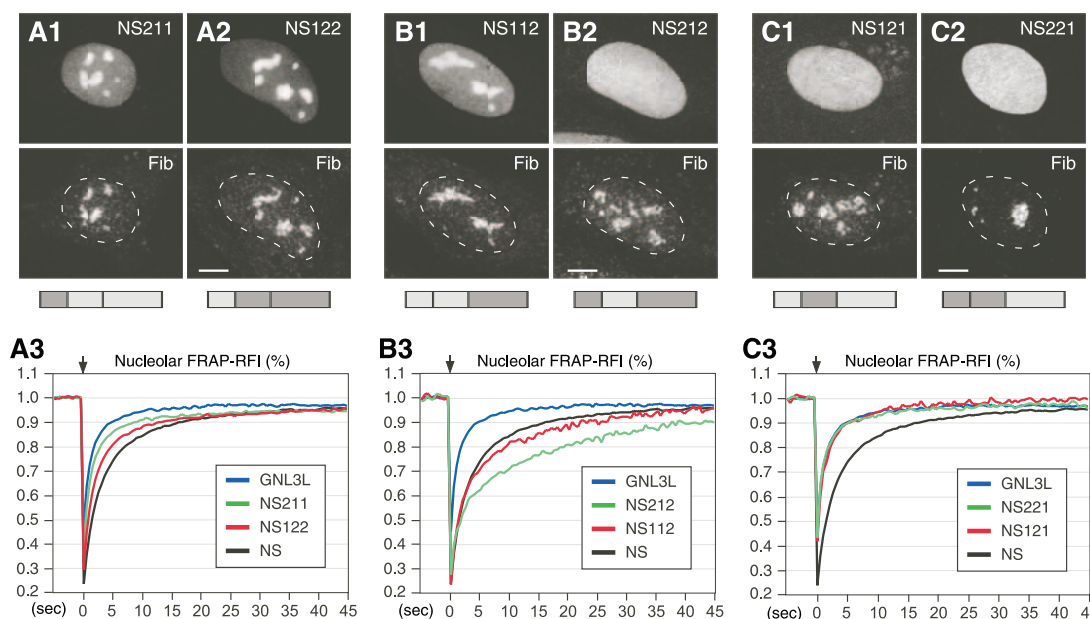 A1 NS211 A2 NS122 B1 NS112 B2 NS212 C1 NS121 C2 NS221
Fib Fib Fib Fib Fib Fib
A3 Nucleolar FRAP-RFI (%)
1.1
1.0
0.9
0.8
0.7
0.6
0.5
0.4
0.3
0.2
GNL3L
NS211
NS122
NS
(sec) 0 5 10 15 20 25 30 35 40 45
B3 Nucleolar FRAP-RFI (%)
1.1
1.0
0.9
0.8
0.7
0.6
0.5
0.4
0.3
0.2
GNL3L
NS212
NS112
NS
(sec) 0 5 10 15 20 25 30 35 40 45
C3 Nucleolar FRAP-RFI (%)
1.1
1.0
0.9
0.8
0.7
0.6
0.5
0.4
0.3
0.2
GNL3L
NS221
NS121
NS
(sec) 0 5 10 15 20 25 30 35 40 4